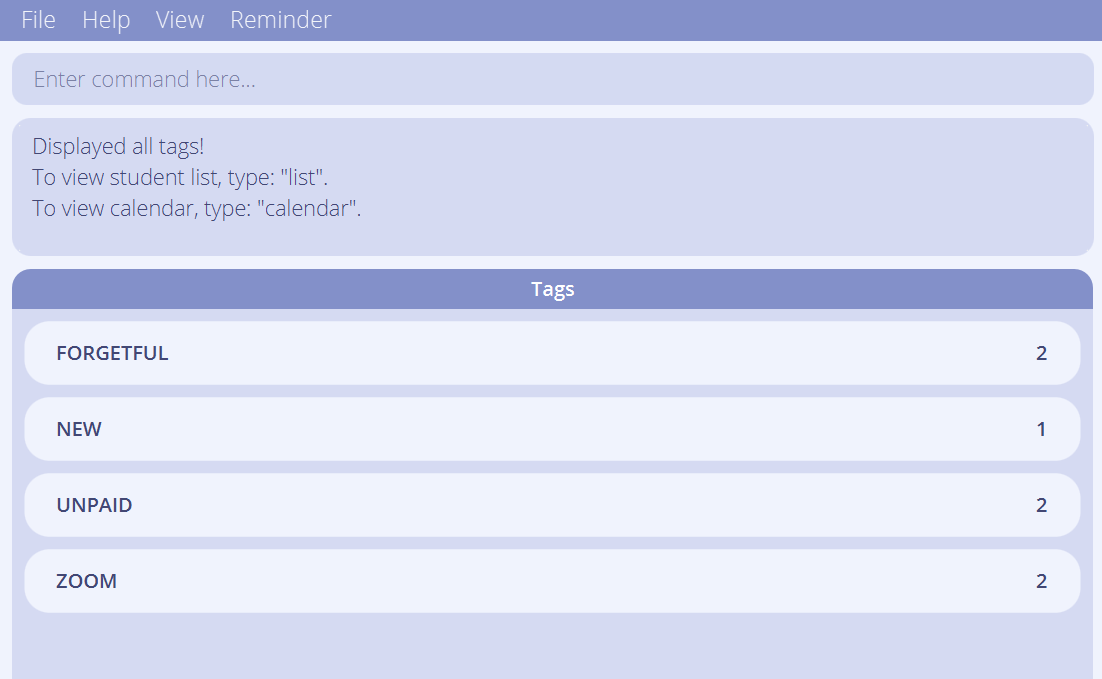 File Help View Reminder
Enter command here...
Displayed all tags!
To view student list, type: "list".
To view calendar, type: "calendar".
Tags
FORGETFUL 2
NEW 1
UNPAID 2
ZOOM 2